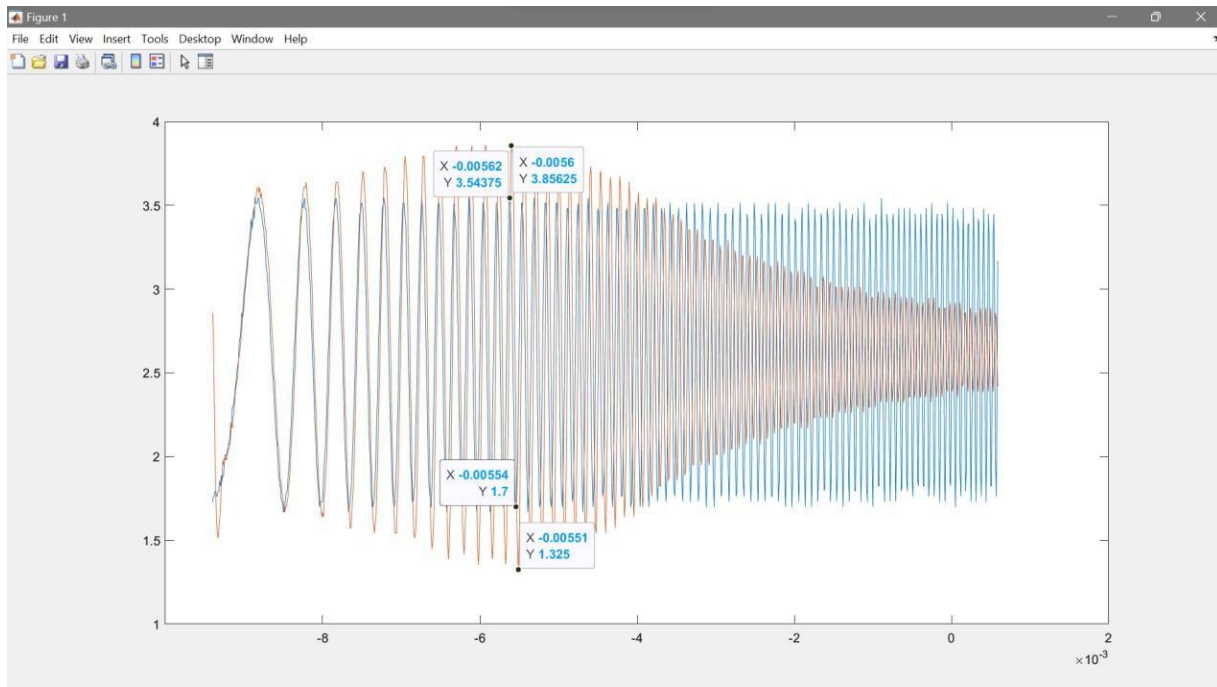 Figure 1
File Edit View Insert Tools Desktop Window Help
4
3.5
3
2.5
2
1.5
1
X -0.00562
Y 3.54375
X -0.0056
Y 3.85625
X -0.00554
Y 1.7
X -0.00551
Y 1.325
-8 -6 -4 -2 0 2
×10-3